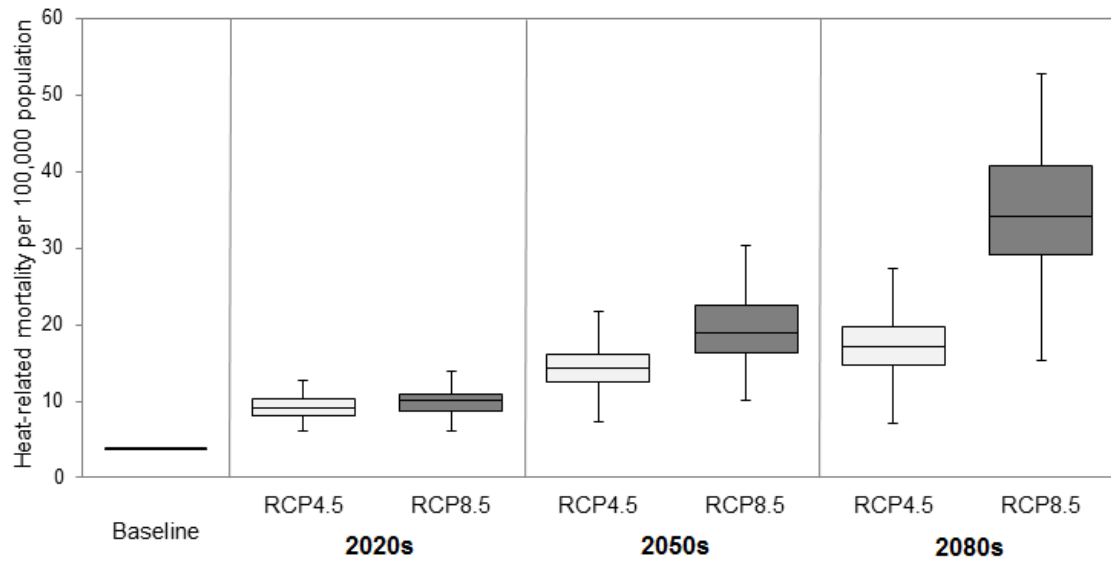 Heat-related mortality per 100,000 population
60
50
40
30
20
10
0
RCP4.5 RCP8.5 RCP4.5 RCP8.5 RCP4.5 RCP8.5
Baseline
2020s 2050s 2080s